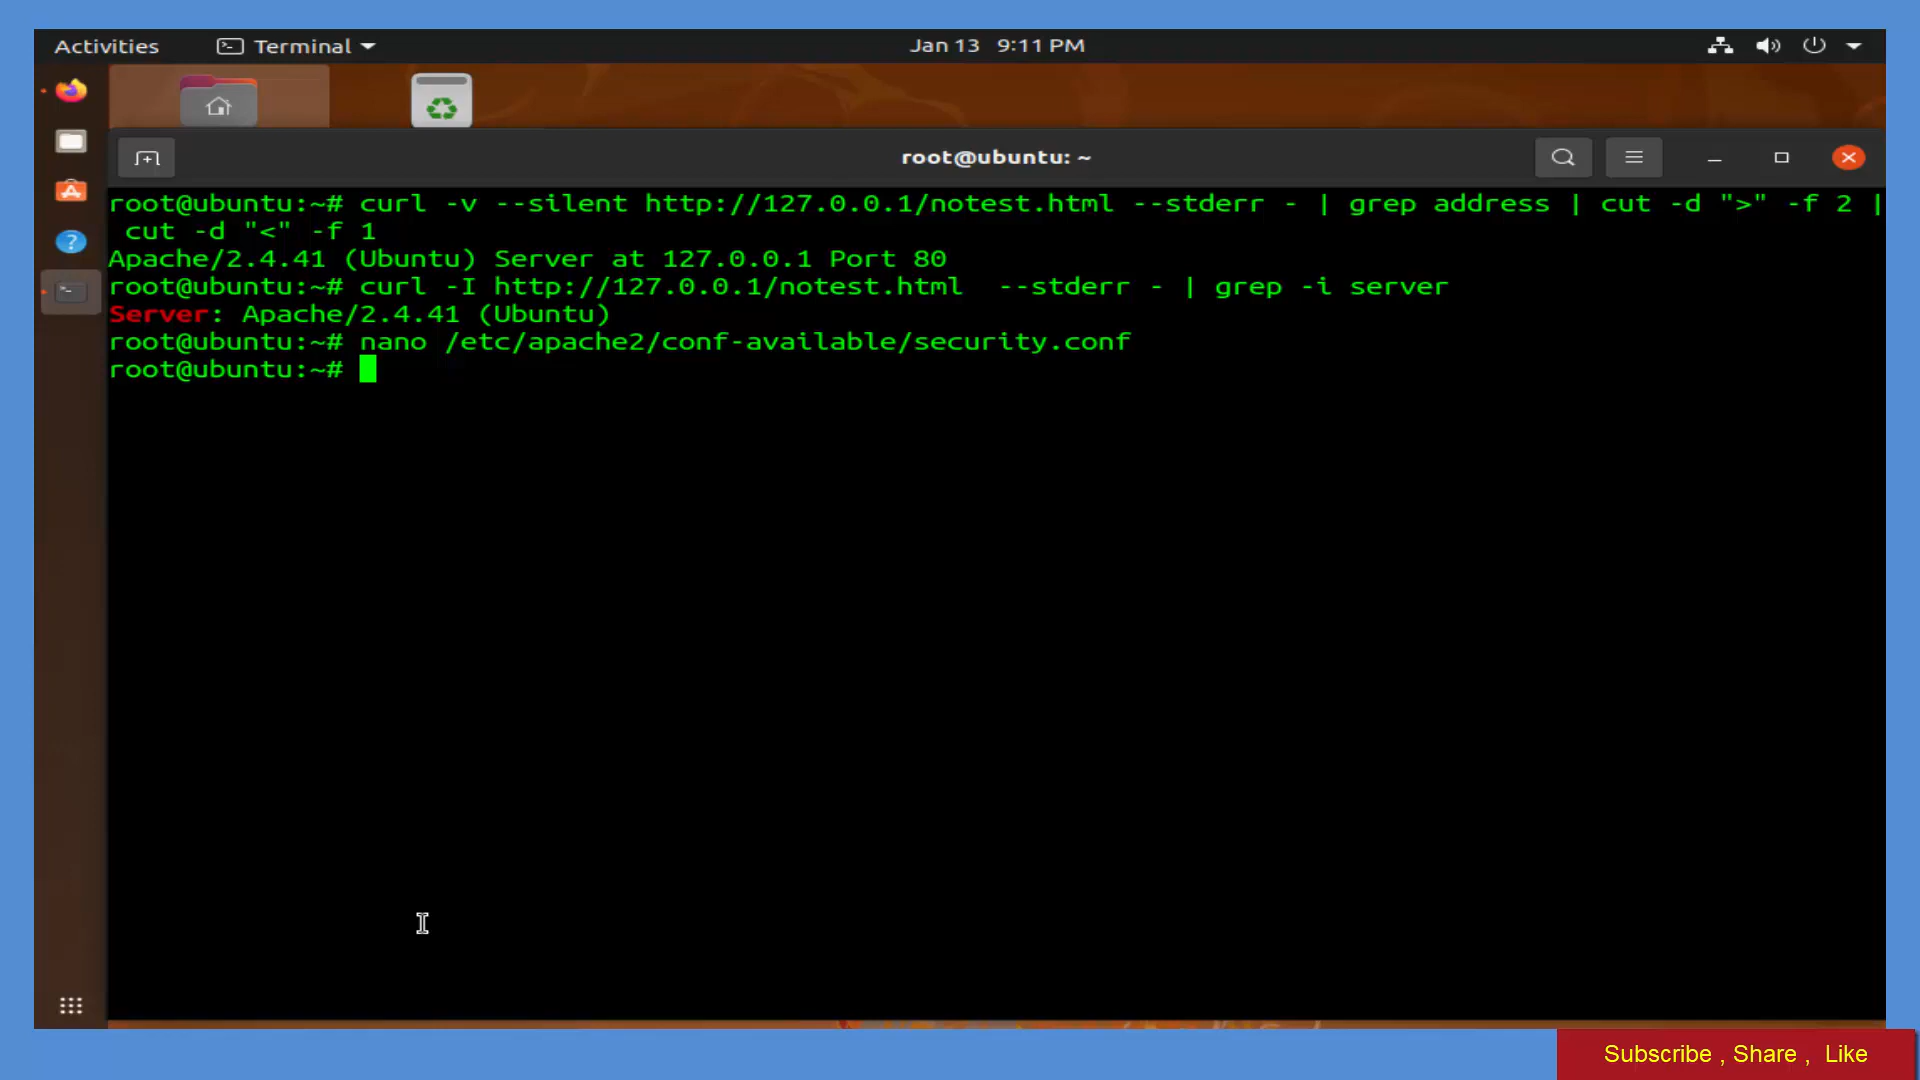 Activities Terminal Jan 13 9:11 PM
root@ubuntu: ~
root@ubuntu:~# curl -v --silent http://127.0.0.1/notest.html --stderr - | grep address | cut -d ">" -f 2 |
cut -d "<" -f 1
Apache/2.4.41 (Ubuntu) Server at 127.0.0.1 Port 80
root@ubuntu:~# curl -I http://127.0.0.1/notest.html  --stderr - | grep -i server
Server: Apache/2.4.41 (Ubuntu)
root@ubuntu:~# nano /etc/apache2/conf-available/security.conf
root@ubuntu:~#
Subscribe , Share ,  Like